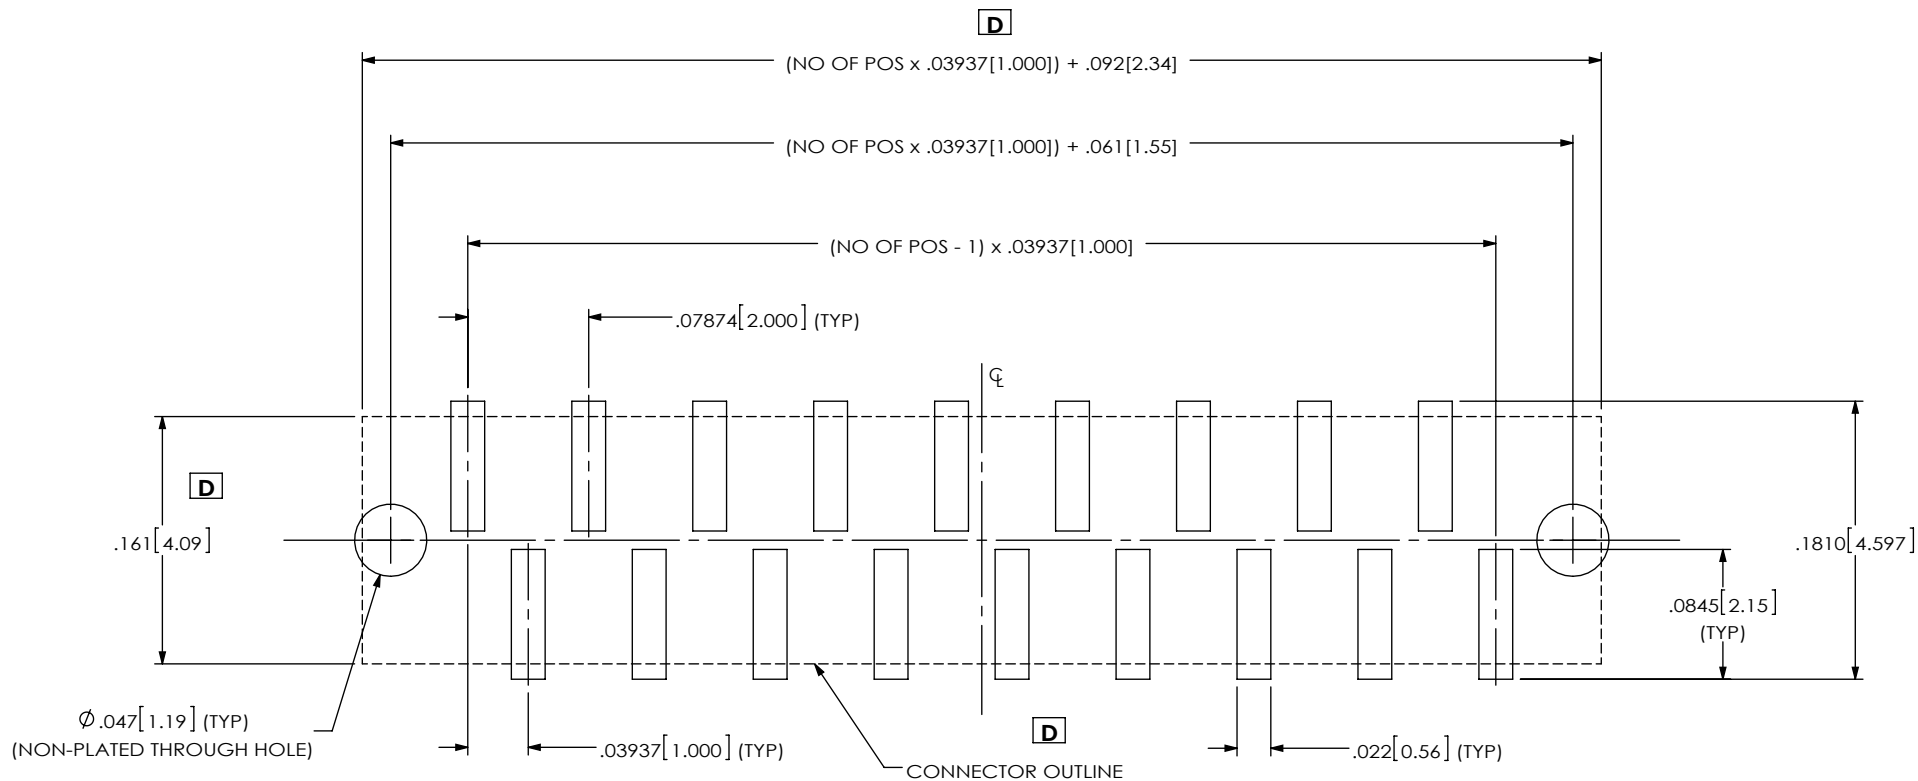 D
(NO OF POS x .03937[1.000]) + .092[2.34]
(NO OF POS x .03937[1.000]) + .061[1.55]
(NO OF POS - 1) x .03937[1.000]
.07874[2.000] (TYP)
℄
D
.161[4.09]
.1810[4.597]
.0845[2.15]
(TYP)
Ø.047[1.19] (TYP)
(NON-PLATED THROUGH HOLE)
.03937[1.000] (TYP)
D
.022[0.56] (TYP)
CONNECTOR OUTLINE